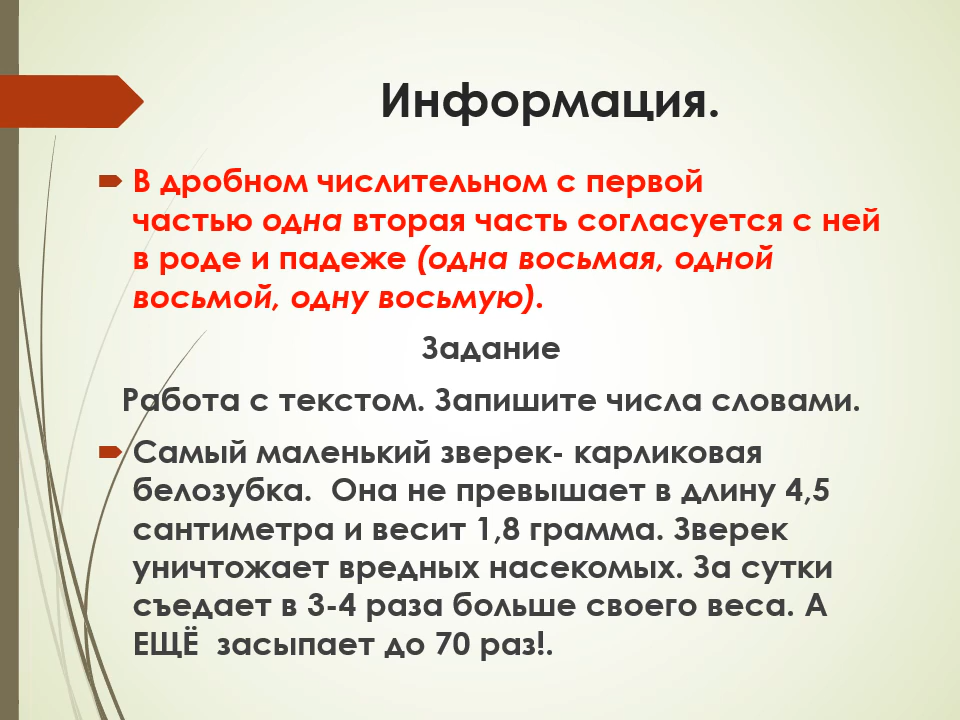 Информация.
В дробном числительном с первой
частью одна вторая часть согласуется с ней
в роде и падеже (одна восьмая, одной
восьмой, одну восьмую).
Задание
Работа с текстом. Запишите числа словами.
Самый маленький зверек- карликовая
белозубка.  Она не превышает в длину 4,5
сантиметра и весит 1,8 грамма. Зверек
уничтожает вредных насекомых. За сутки
съедает в 3-4 раза больше своего веса. А
ЕЩЁ  засыпает до 70 раз!.